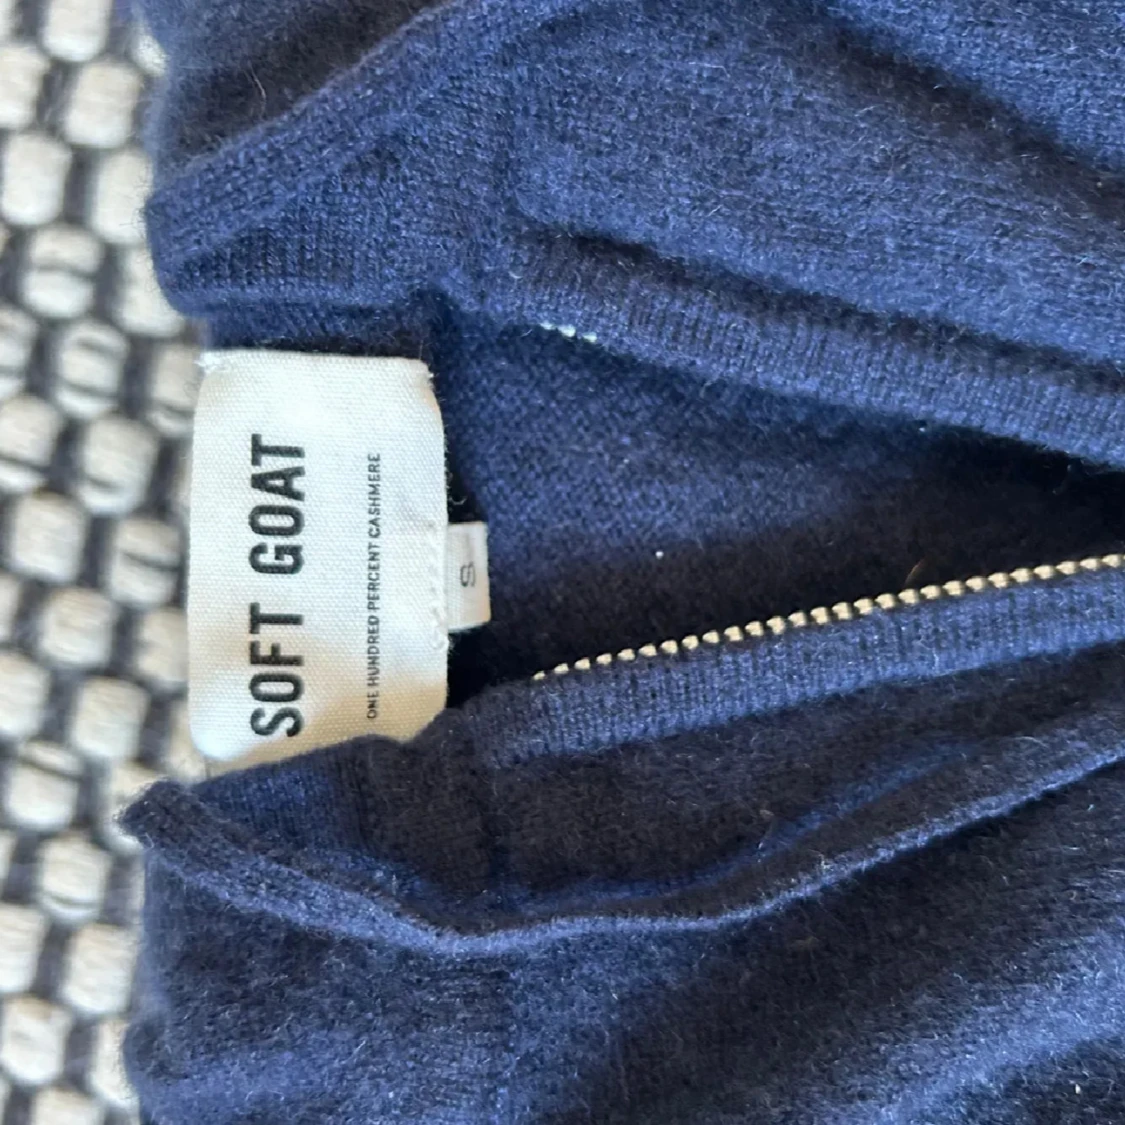 SOFT GOAT
ONE HUNDRED PERCENT CASHMERE
S